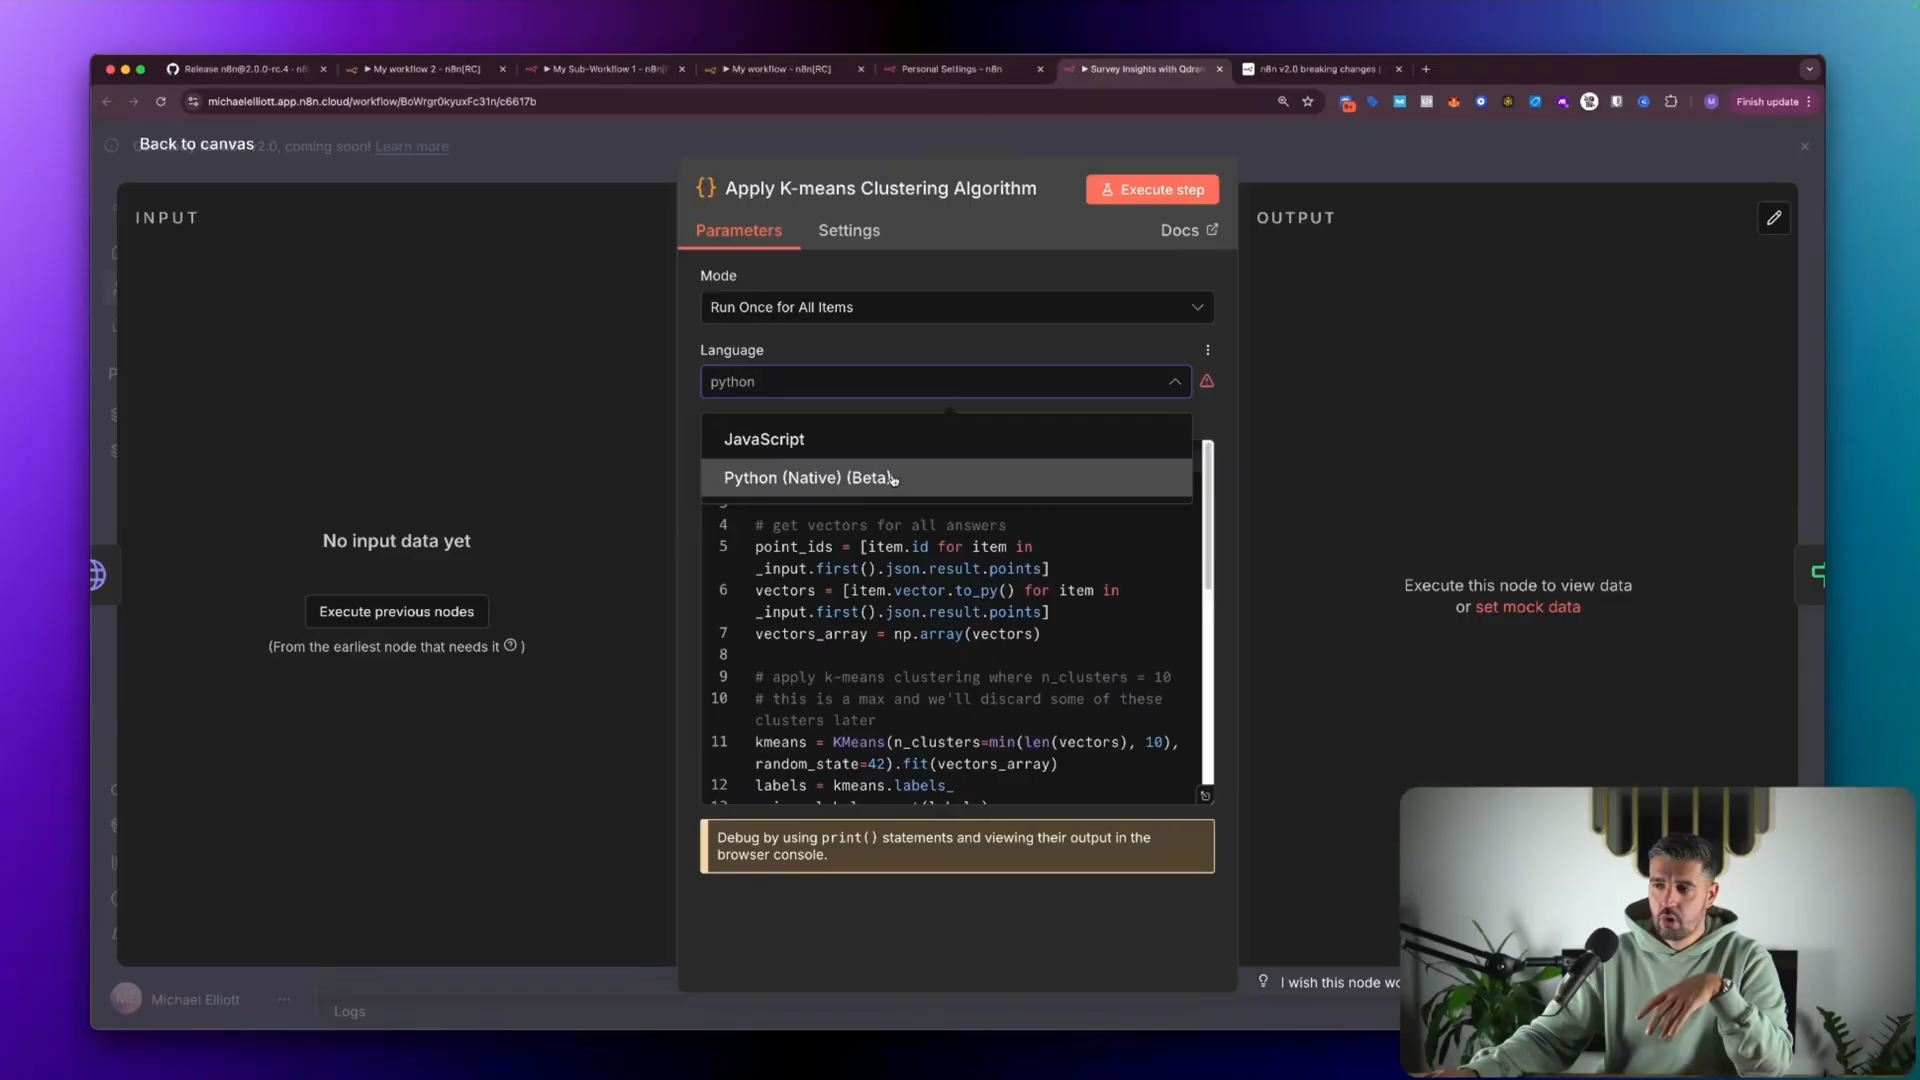 Release n8n@2.0.0-rc.4 · n8
My workflow 2 - n8n[RC]
My Sub-Workflow 1 - n8n[
My workflow - n8n[RC]
Personal Settings - n8n
Survey Insights with Qdra
n8n v2.0 breaking changes |
michaelelliott.app.n8n.cloud/workflow/BoWrgr0kyuxFc31n/c6617b
Finish update
Back to canvas
2.0, coming soon! Learn more
INPUT
No input data yet
Execute previous nodes
(From the earliest node that needs it ? )
{} Apply K-means Clustering Algorithm
Execute step
Parameters
Settings
Docs
Mode
Run Once for All Items
Language
python
JavaScript
Python (Native) (Beta)
4 # get vectors for all answers
5 point_ids = [item.id for item in
_input.first().json.result.points]
6 vectors = [item.vector.to_py() for item in
_input.first().json.result.points]
7 vectors_array = np.array(vectors)
8
9 # apply k-means clustering where n_clusters = 10
10 # this is a max and we'll discard some of these
clusters later
11 kmeans = KMeans(n_clusters=min(len(vectors), 10),
random_state=42).fit(vectors_array)
12 labels = kmeans.labels_
Debug by using print() statements and viewing their output in the
browser console.
OUTPUT
Execute this node to view data
or set mock data
I wish this node wo
Michael Elliott
Logs